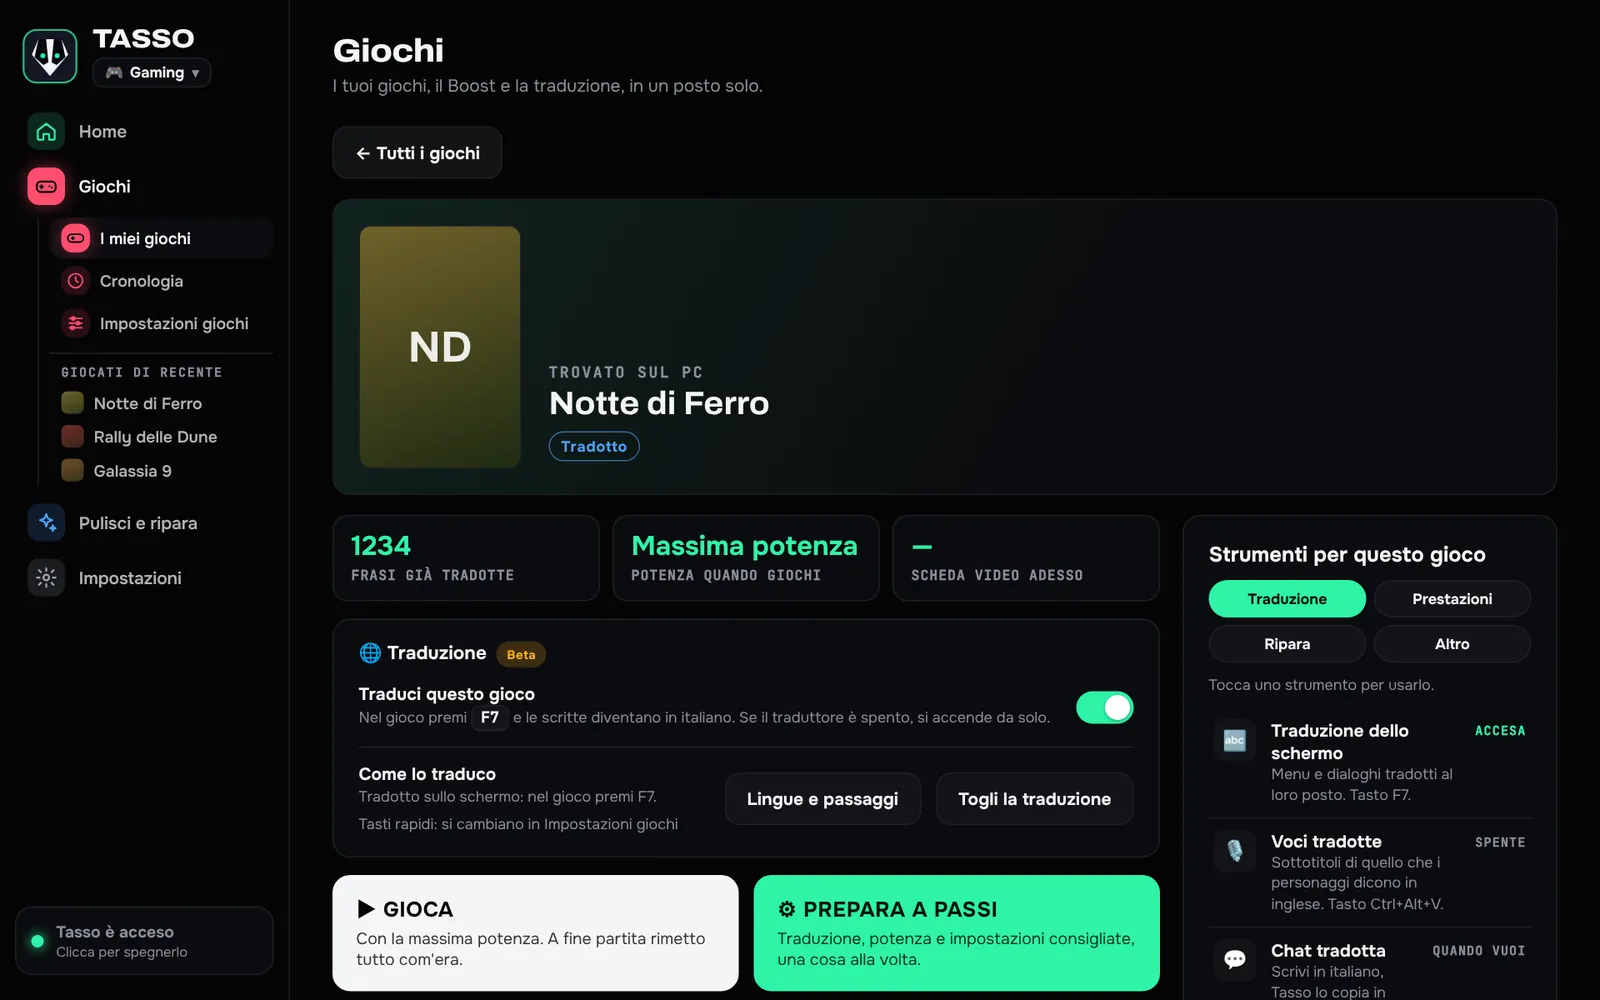 TASSO
🎮 Gaming ▾
Home
Giochi
I miei giochi
Cronologia
Impostazioni giochi
GIOCATI DI RECENTE
Notte di Ferro
Rally delle Dune
Galassia 9
Pulisci e ripara
Impostazioni
Tasso è acceso
Clicca per spegnerlo
Giochi
I tuoi giochi, il Boost e la traduzione, in un posto solo.
← Tutti i giochi
ND
TROVATO SUL PC
Notte di Ferro
Tradotto
1234
FRASI GIÀ TRADOTTE
Massima potenza
POTENZA QUANDO GIOCHI
—
SCHEDA VIDEO ADESSO
🌐 Traduzione Beta
Traduci questo gioco
Nel gioco premi F7 e le scritte diventano in italiano. Se il traduttore è spento, si accende da solo.
Come lo traduco
Tradotto sullo schermo: nel gioco premi F7.
Tasti rapidi: si cambiano in Impostazioni giochi
Lingue e passaggi
Togli la traduzione
▶ GIOCA
Con la massima potenza. A fine partita rimetto
tutto com'era.
⚙ PREPARA A PASSI
Traduzione, potenza e impostazioni consigliate,
una cosa alla volta.
Strumenti per questo gioco
Traduzione
Prestazioni
Ripara
Altro
Tocca uno strumento per usarlo.
abc
Traduzione dello
schermo
ACCESA
Menu e dialoghi tradotti al
loro posto. Tasto F7.
Voci tradotte
SPENTE
Sottotitoli di quello che i
personaggi dicono in
inglese. Tasto Ctrl+Alt+V.
Chat tradotta
QUANDO VUOI
Scrivi in italiano,
Tasso lo copia in